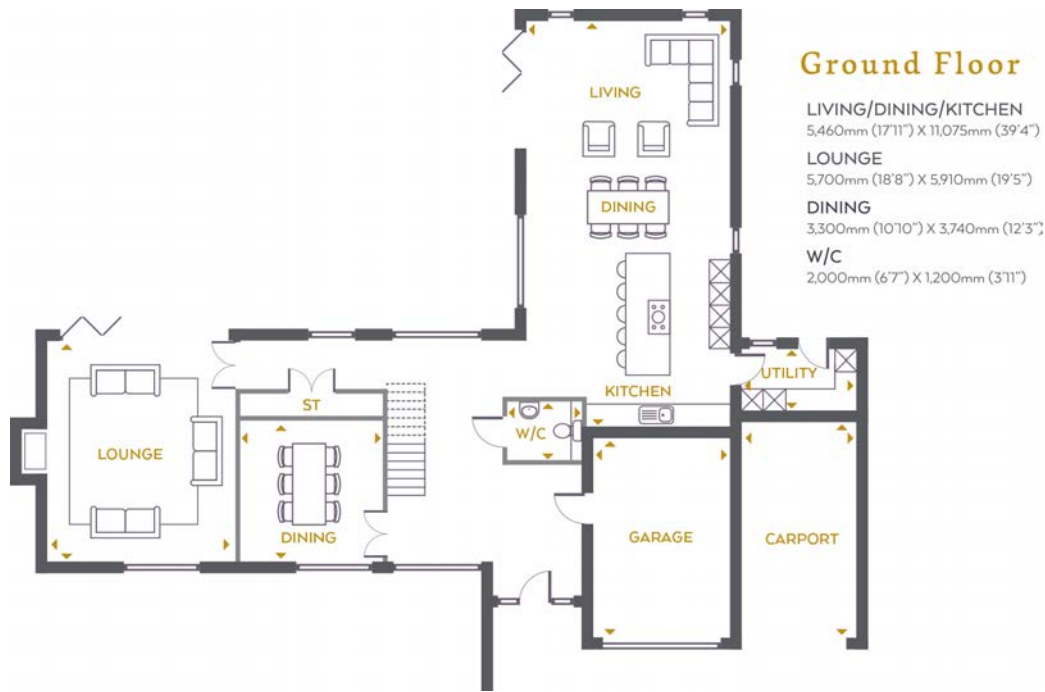 Ground Floor
LIVING/DINING/KITCHEN
5,460mm (17'11") X 11,075mm (39'4")
LOUNGE
5,700mm (18'8") X 5,910mm (19'5")
DINING
3,300mm (10'10") X 3,740mm (12'3")
W/C
2,000mm (6'7") X 1,200mm (3'11")
LIVING
DINING
KITCHEN
UTILITY
ST
W/C
LOUNGE
DINING
GARAGE
CARPORT